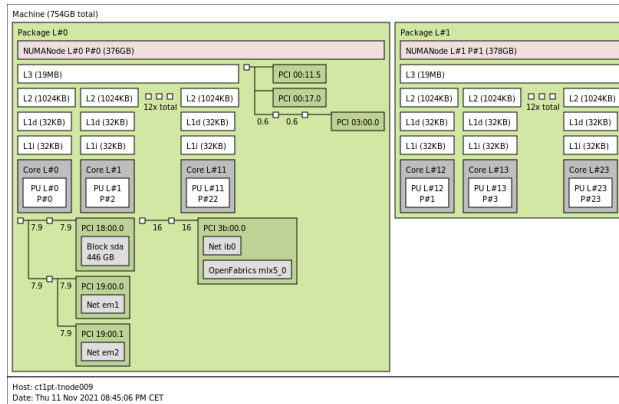 Machine (754GB total)
Package L#0
NUMANode L#0 P#0 (376GB)
L3 (19MB)
L2 (1024KB) L2 (1024KB) 12x total L2 (1024KB)
L1d (32KB) L1d (32KB) L1d (32KB)
L1i (32KB) L1i (32KB) L1i (32KB)
Core L#0 Core L#1 Core L#11
PU L#0 PU L#1 PU L#11
P#0 P#2 P#22
PCI 00:11.5
PCI 00:17.0
0.6 0.6 PCI 03:00.0
7.9 7.9 PCI 18:00.0
Block sda
446 GB
16 16 PCI 3b:00.0
Net ib0
OpenFabrics mlx5_0
7.9 7.9 PCI 19:00.0
Net em1
7.9 PCI 19:00.1
Net em2
Package L#1
NUMANode L#1 P#1 (378GB)
L3 (19MB)
L2 (1024KB) L2 (1024KB) 12x total L2 (1024KB)
L1d (32KB) L1d (32KB) L1d (32KB)
L1i (32KB) L1i (32KB) L1i (32KB)
Core L#12 Core L#13 Core L#23
PU L#12 PU L#13 PU L#23
P#1 P#3 P#23
Host: ct1pt-tnode009
Date: Thu 11 Nov 2021 08:45:06 PM CET